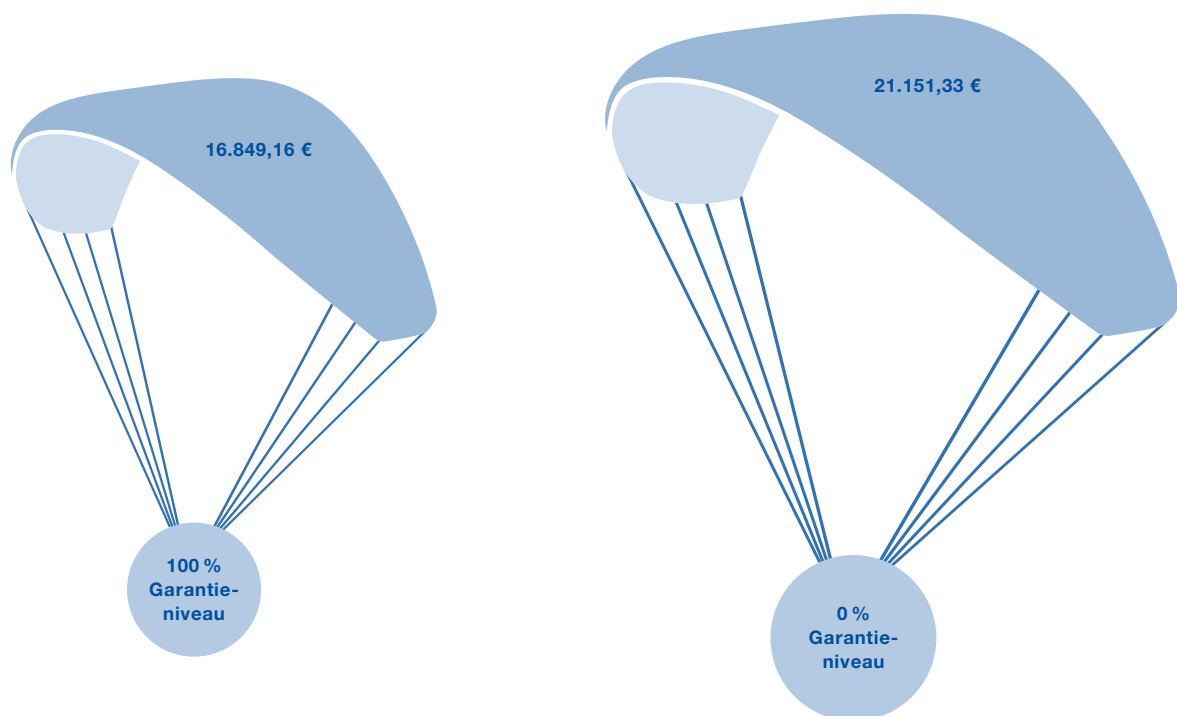 16.849,16 €
100 %
Garantie-
niveau
21.151,33 €
0 %
Garantie-
niveau